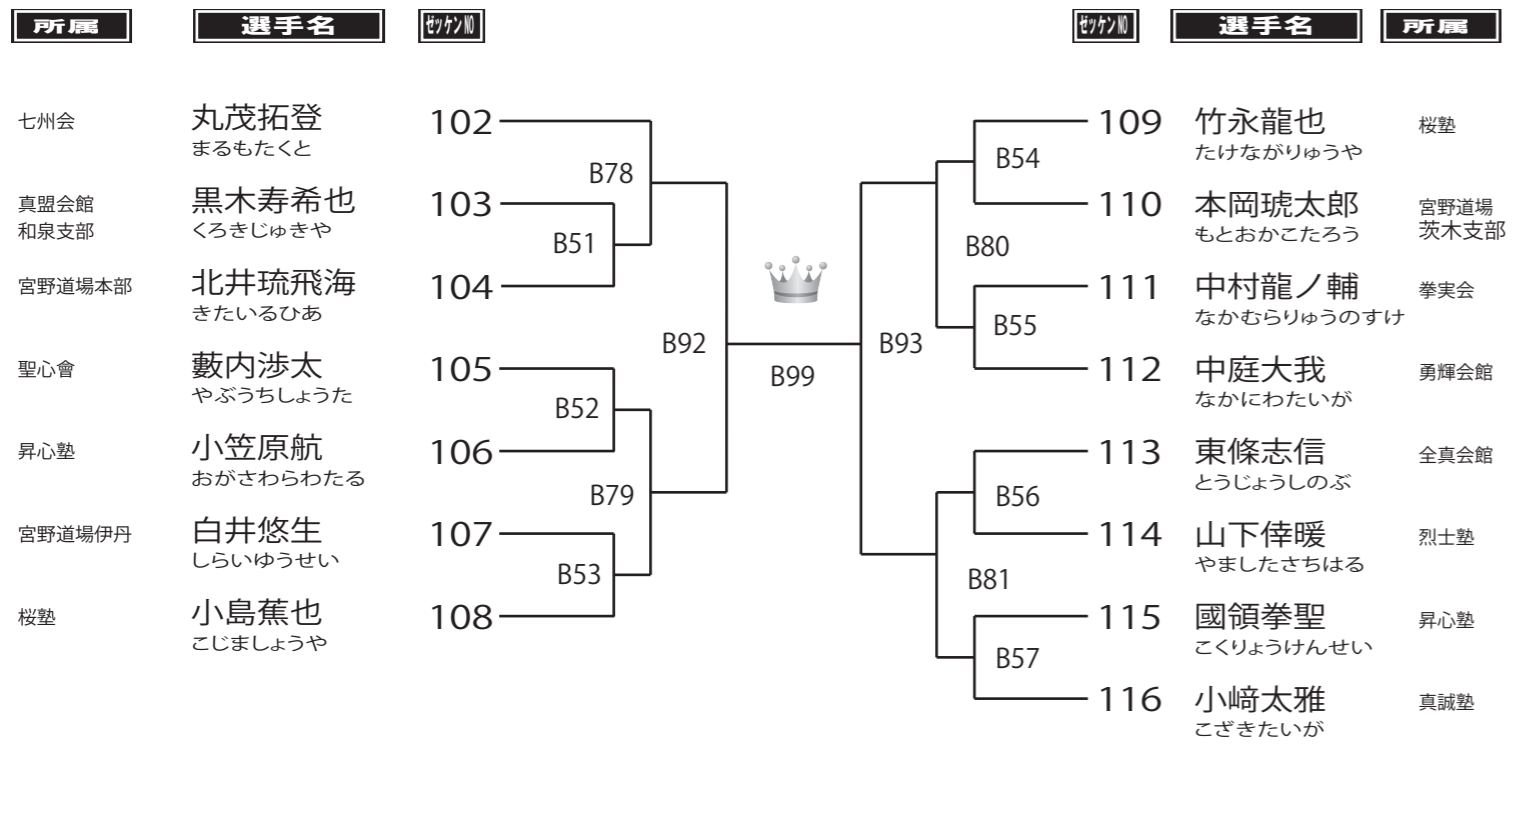 所属 選手名 ゼッケンNO
七州会 丸茂拓登 102
まるもたくと
真盟会館 黒木寿希也 103
和泉支部 くろきじゅきや
宮野道場本部 北井琉飛海 104
きたいるひあ
聖心會 藪内渉太 105
やぶうちしょうた
昇心塾 小笠原航 106
おがさわらわたる
宮野道場伊丹 白井悠生 107
しらいゆうせい
桜塾 小島蕉也 108
こじましょうや
B78
B51
B92
B52
B79
B53
B99
B54
B80
B93
B55
B56
B81
B57
ゼッケンNO 選手名 所属
109 竹永龍也 桜塾
たけながりゅうや
110 本岡琥太郎 宮野道場
もとおかこたろう 茨木支部
111 中村龍ノ輔 拳実会
なかむらりゅうのすけ
112 中庭大我 勇輝会館
なかにわたいが
113 東條志信 全真会館
とうじょうしのぶ
114 山下倖暖 烈士塾
やましたさちはる
115 國領拳聖 昇心塾
こくりょうけんせい
116 小﨑太雅 真誠塾
こざきたいが